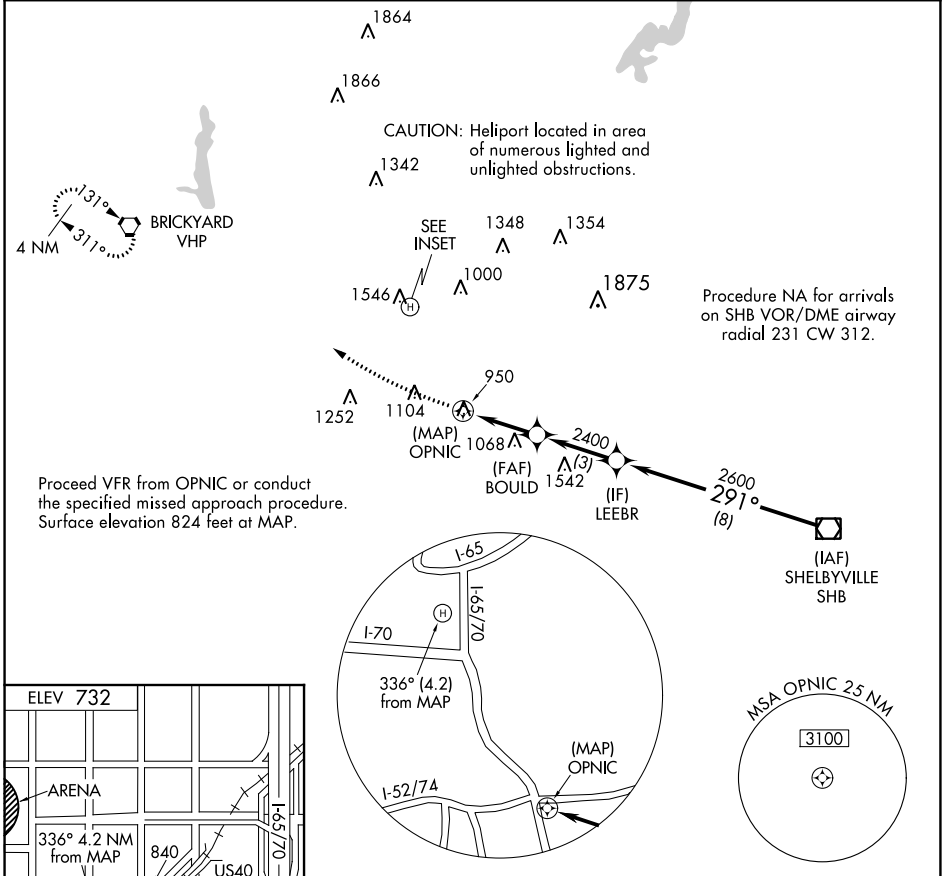 1864
1866
CAUTION: Heliport located in area
of numerous lighted and
unlighted obstructions.
1342
131°
311°
4 NM
BRICKYARD
VHP
SEE
INSET
1348
1354
1000
1546
H
1875
Procedure NA for arrivals
on SHB VOR/DME airway
radial 231 CW 312.
950
1252
1104
(MAP)
OPNIC
1068
(FAF)
BOULD
2400
(3)
1542
(IF)
LEEBR
2600
291°
(8)
(IAF)
SHELBYVILLE
SHB
Proceed VFR from OPNIC or conduct
the specified missed approach procedure.
Surface elevation 824 feet at MAP.
I-65
I-65/70
H
I-70
336° (4.2)
from MAP
(MAP)
OPNIC
I-52/74
MSA OPNIC 25 NM
3100
ELEV 732
ARENA
336° 4.2 NM
from MAP
840
US40
I-65/70